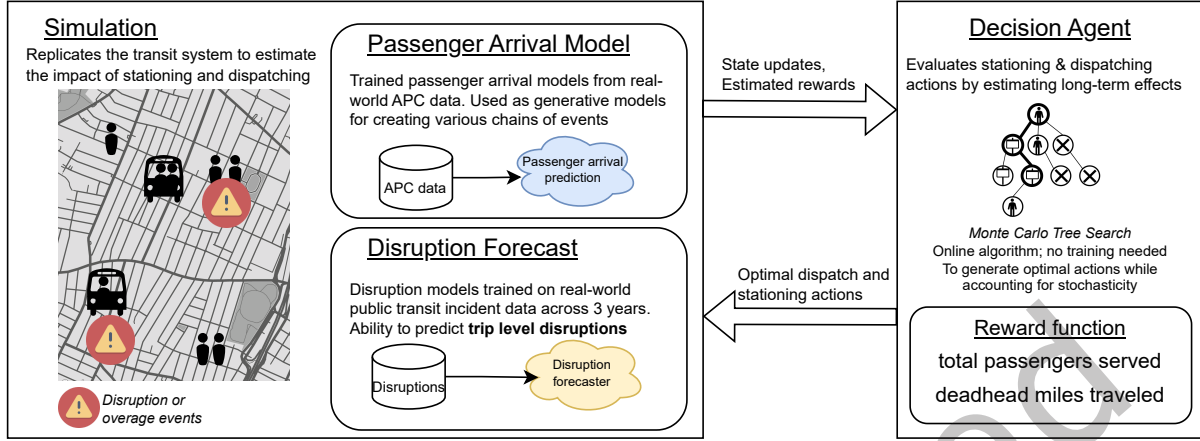 Simulation
Replicates the transit system to estimate
the impact of stationing and dispatching
Disruption or
overage events
Passenger Arrival Model
Trained passenger arrival models from real-
world APC data. Used as generative models
for creating various chains of events
APC data
Passenger arrival
prediction
Disruption Forecast
Disruption models trained on real-world
public transit incident data across 3 years.
Ability to predict trip level disruptions
Disruptions
Disruption
forecaster
State updates,
Estimated rewards
Optimal dispatch and
stationing actions
Decision Agent
Evaluates stationing & dispatching
actions by estimating long-term effects
Monte Carlo Tree Search
Online algorithm; no training needed
To generate optimal actions while
accounting for stochasticity
Reward function
total passengers served
deadhead miles traveled